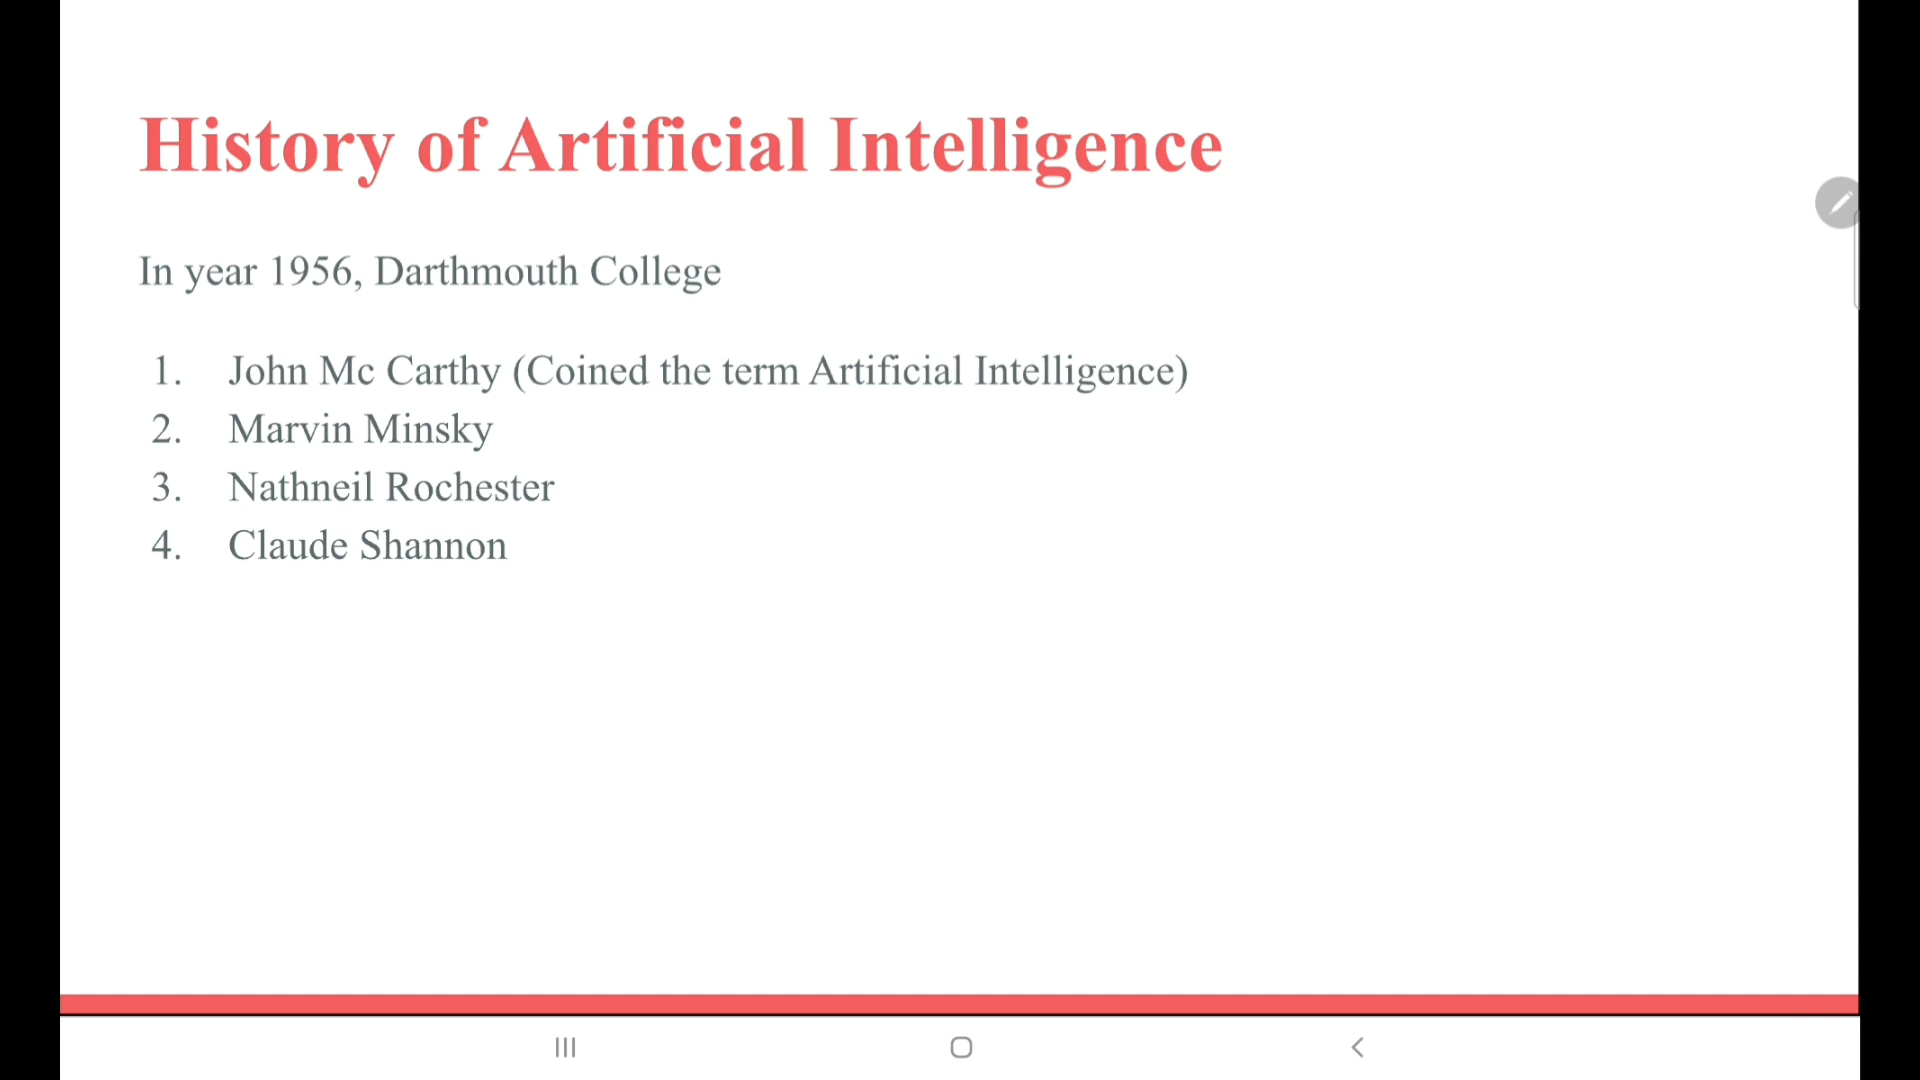 History of Artificial Intelligence
In year 1956, Darthmouth College
1. John Mc Carthy (Coined the term Artificial Intelligence)
2. Marvin Minsky
3. Nathneil Rochester
4. Claude Shannon